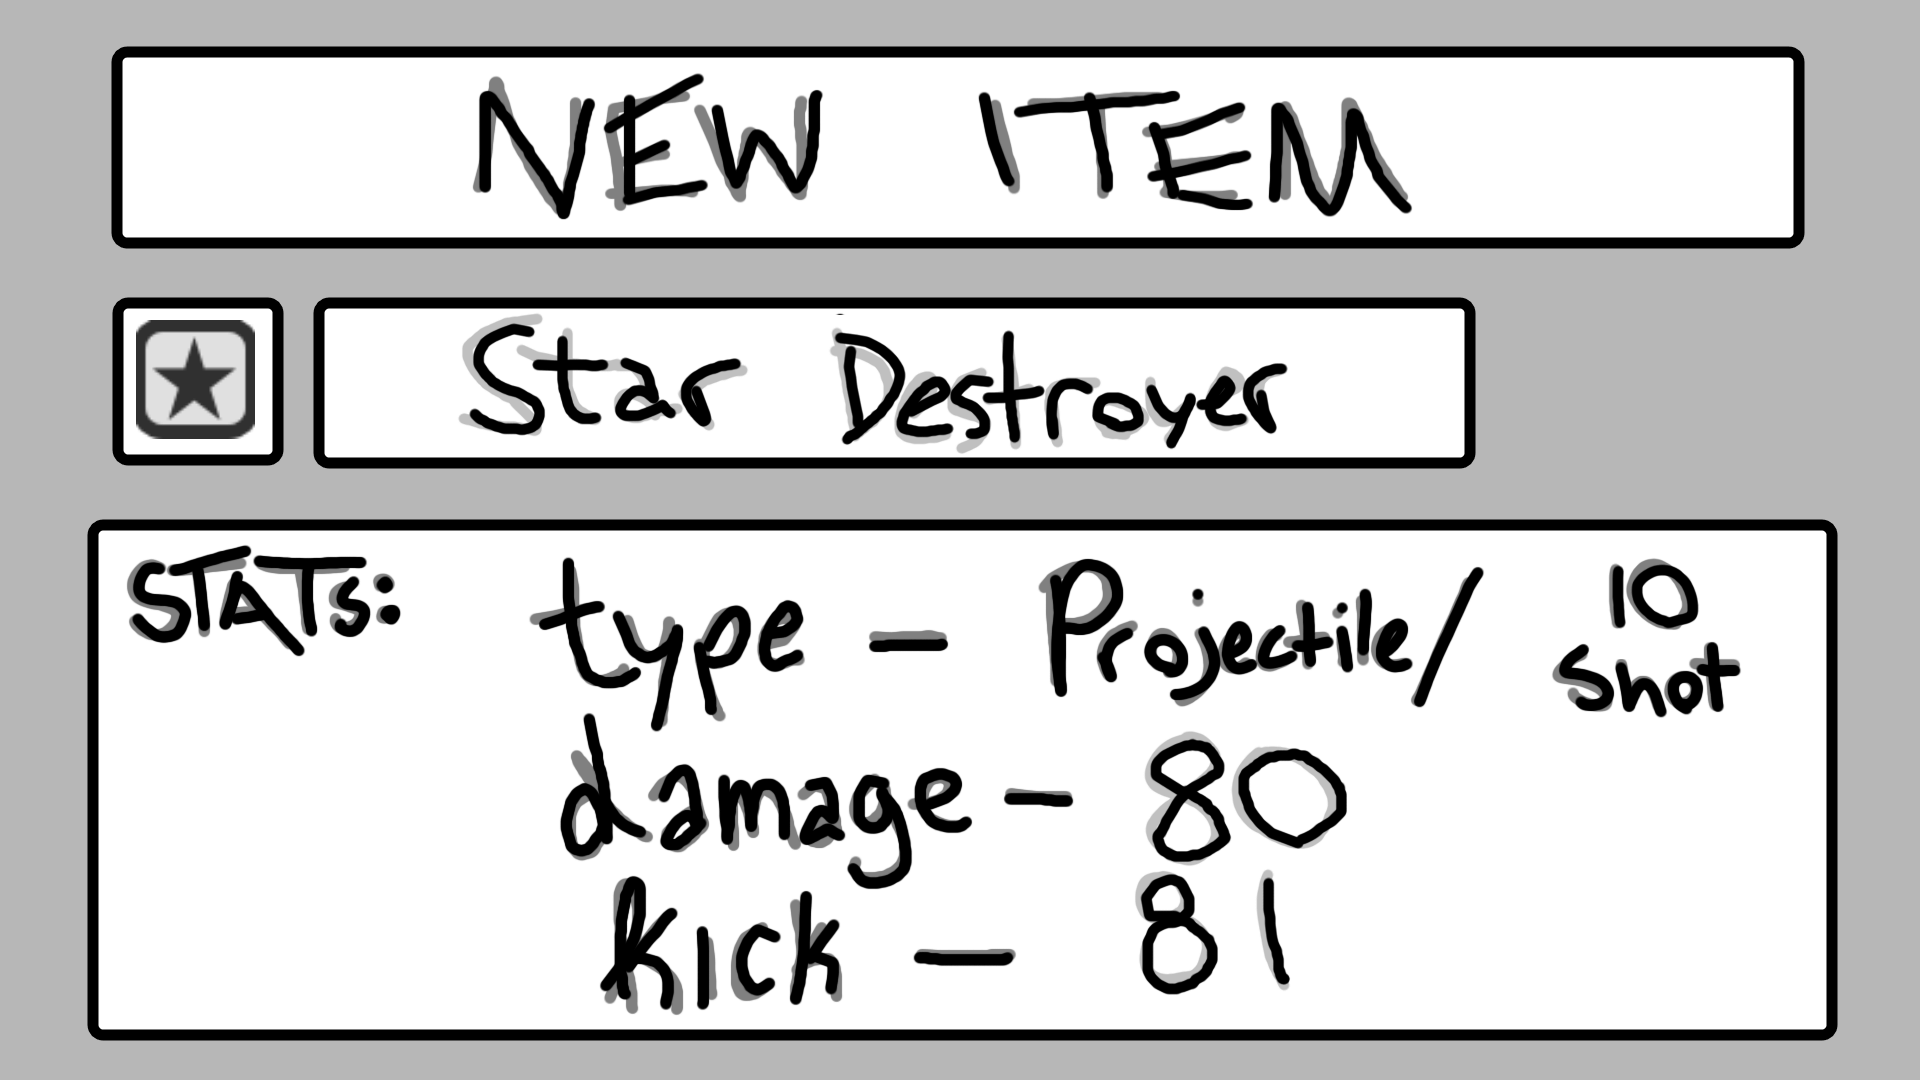 NEW ITEM
Star Destroyer
STATS: type - Projectile/ 10 Shot
damage - 80
kick - 81